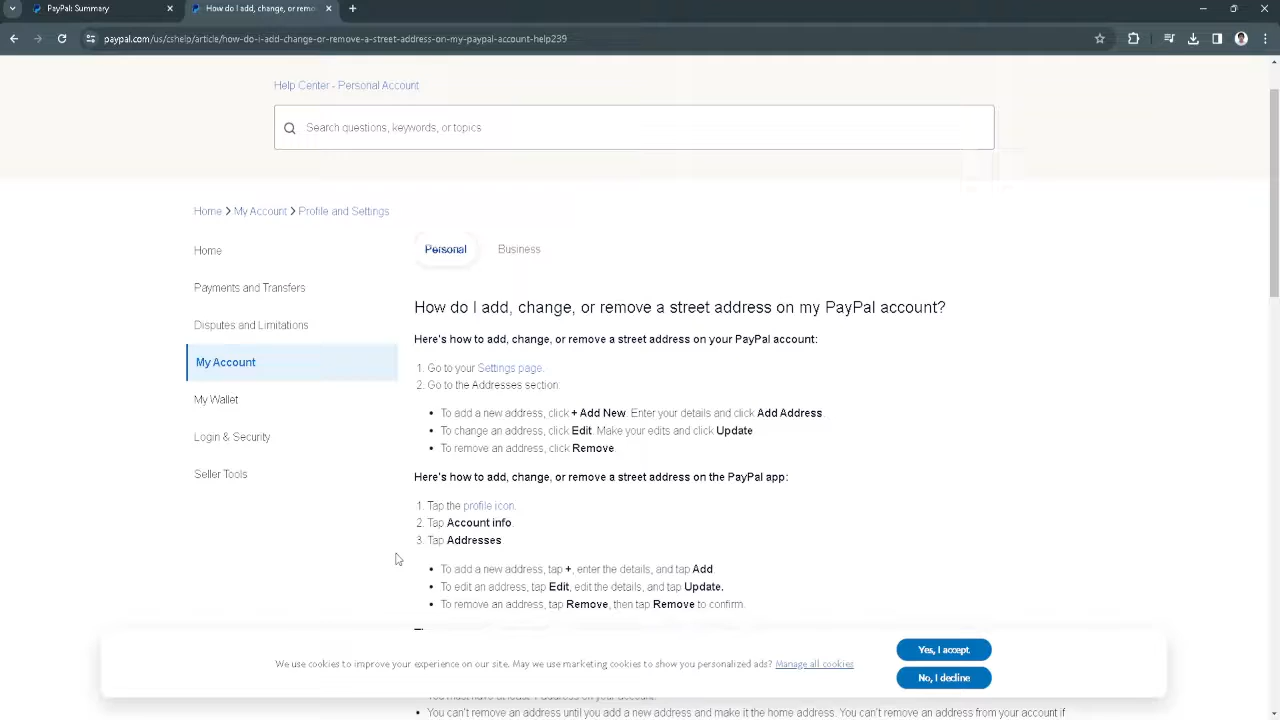 PayPal: Summary
How do I add, change, or remo
paypal.com/us/cshelp/article/how-do-i-add-change-or-remove-a-street-address-on-my-paypal-account-help239
Help Center - Personal Account
Search questions, keywords, or topics
Home > My Account > Profile and Settings
Home
Payments and Transfers
Disputes and Limitations
My Account
My Wallet
Login & Security
Seller Tools
Personal
Business
How do I add, change, or remove a street address on my PayPal account?
Here's how to add, change, or remove a street address on your PayPal account:
1. Go to your Settings page.
2. Go to the Addresses section:
• To add a new address, click + Add New. Enter your details and click Add Address.
• To change an address, click Edit. Make your edits and click Update.
• To remove an address, click Remove.
Here's how to add, change, or remove a street address on the PayPal app:
1. Tap the profile icon.
2. Tap Account info.
3. Tap Addresses
• To add a new address, tap +, enter the details, and tap Add.
• To edit an address, tap Edit, edit the details, and tap Update.
• To remove an address, tap Remove, then tap Remove to confirm.
We use cookies to improve your experience on our site. May we use marketing cookies to show you personalized ads? Manage all cookies
Yes, I accept
No, I decline
• You can't remove an address until you add a new address and make it the home address. You can't remove an address from your account if